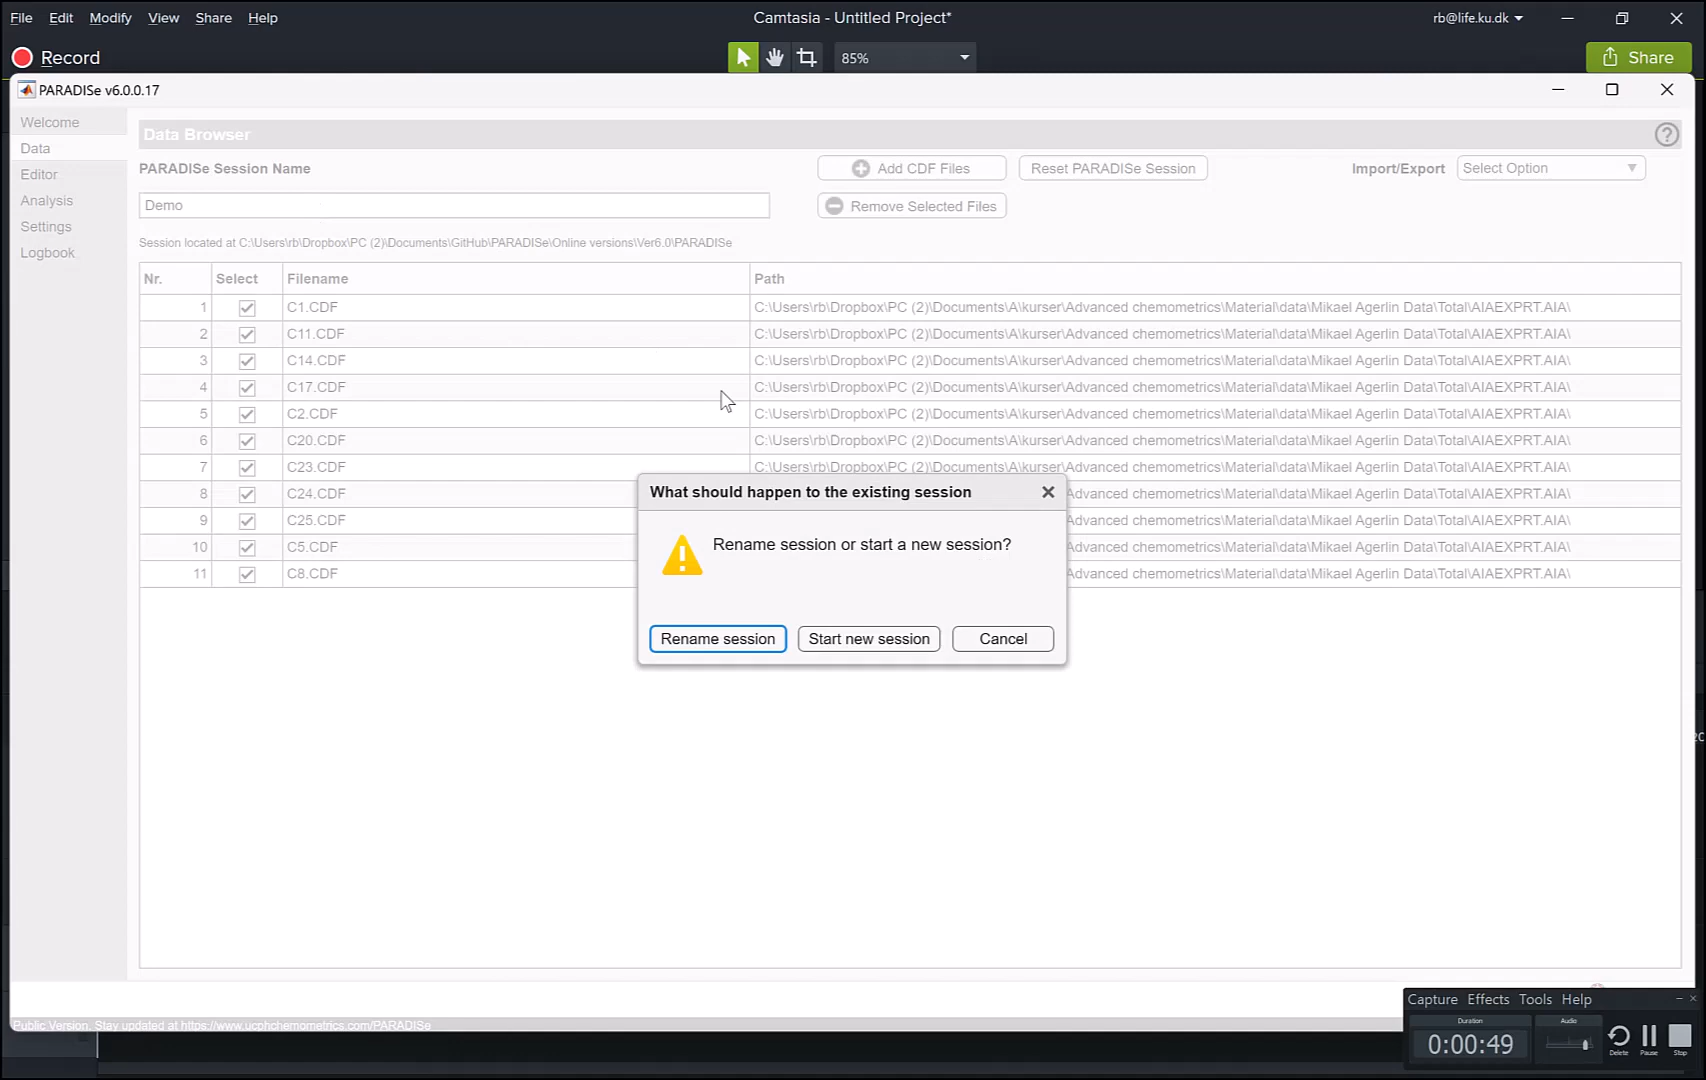 File Edit Modify View Share Help
Camtasia - Untitled Project*
rb@life.ku.dk
Record
85%
Share
PARADISe v6.0.0.17
Welcome
Data
Editor
Analysis
Settings
Logbook
Data Browser
?
PARADISe Session Name
Add CDF Files
Reset PARADISe Session
Import/Export
Select Option
Demo
Remove Selected Files
Session located at C:\Users\rb\Dropbox\PC (2)\Documents\GitHub\PARADISe\Online versions\Ver6.0\PARADISe
Nr. Select Filename Path
1 C1.CDF C:\Users\rb\Dropbox\PC (2)\Documents\A\kurser\Advanced chemometrics\Material\data\Mikael Agerlin Data\Total\AIAEXPRT.AIA\
2 C11.CDF C:\Users\rb\Dropbox\PC (2)\Documents\A\kurser\Advanced chemometrics\Material\data\Mikael Agerlin Data\Total\AIAEXPRT.AIA\
3 C14.CDF C:\Users\rb\Dropbox\PC (2)\Documents\A\kurser\Advanced chemometrics\Material\data\Mikael Agerlin Data\Total\AIAEXPRT.AIA\
4 C17.CDF C:\Users\rb\Dropbox\PC (2)\Documents\A\kurser\Advanced chemometrics\Material\data\Mikael Agerlin Data\Total\AIAEXPRT.AIA\
5 C2.CDF C:\Users\rb\Dropbox\PC (2)\Documents\A\kurser\Advanced chemometrics\Material\data\Mikael Agerlin Data\Total\AIAEXPRT.AIA\
6 C20.CDF C:\Users\rb\Dropbox\PC (2)\Documents\A\kurser\Advanced chemometrics\Material\data\Mikael Agerlin Data\Total\AIAEXPRT.AIA\
7 C23.CDF C:\Users\rb\Dropbox\PC (2)\Documents\A\kurser\Advanced chemometrics\Material\data\Mikael Agerlin Data\Total\AIAEXPRT.AIA\
8 C24.CDF Advanced chemometrics\Material\data\Mikael Agerlin Data\Total\AIAEXPRT.AIA\
9 C25.CDF Advanced chemometrics\Material\data\Mikael Agerlin Data\Total\AIAEXPRT.AIA\
10 C5.CDF Advanced chemometrics\Material\data\Mikael Agerlin Data\Total\AIAEXPRT.AIA\
11 C8.CDF Advanced chemometrics\Material\data\Mikael Agerlin Data\Total\AIAEXPRT.AIA\
What should happen to the existing session
Rename session or start a new session?
Rename session
Start new session
Cancel
Public Version. Stay updated at https://www.ucphchemometrics.com/PARADISe
Capture Effects Tools Help
Duration
Audio
0:00:49
Delete Pause Stop